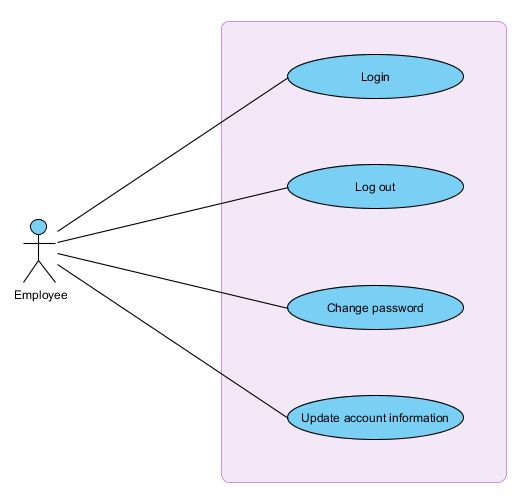 Login
Log out
Employee
Change password
Update account information